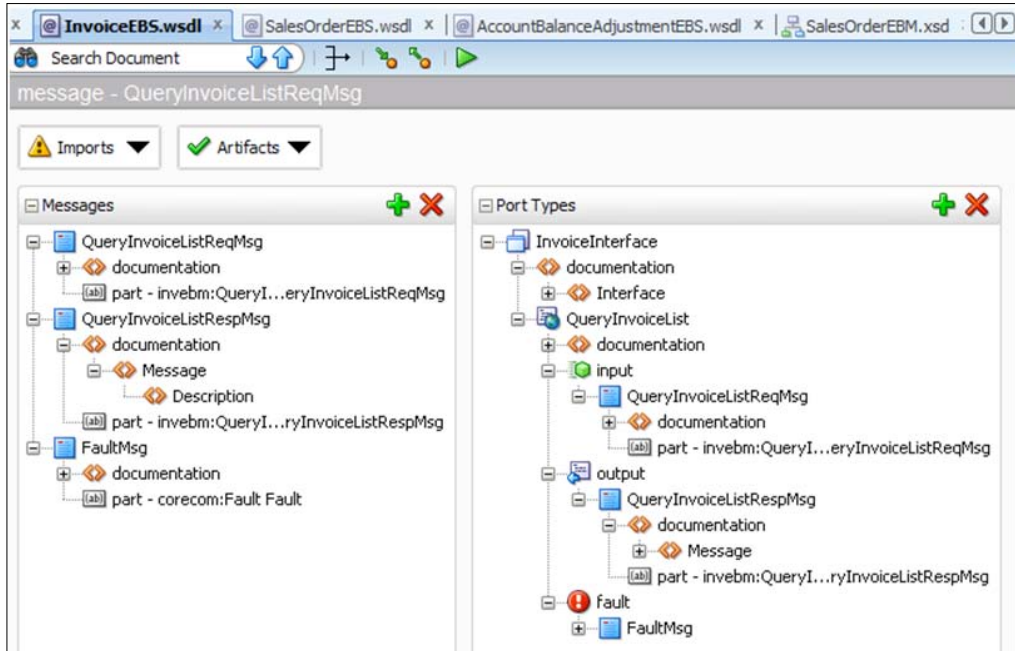 InvoiceEBS.wsdl x @ SalesOrderEBS.wsdl x @ AccountBalanceAdjustmentEBS.wsdl x SalesOrderEBM.xsd
Search Document
message - QueryInvoiceListReqMsg
Imports
Artifacts
Messages
QueryInvoiceListReqMsg
documentation
part - invebm:QueryI...eryInvoiceListReqMsg
QueryInvoiceListRespMsg
documentation
Message
Description
part - invebm:QueryI...ryInvoiceListRespMsg
FaultMsg
documentation
part - corecom:Fault Fault
Port Types
InvoiceInterface
documentation
Interface
QueryInvoiceList
documentation
input
QueryInvoiceListReqMsg
documentation
part - invebm:QueryI...eryInvoiceListReqMsg
output
QueryInvoiceListRespMsg
documentation
Message
part - invebm:QueryI...ryInvoiceListRespMsg
fault
FaultMsg